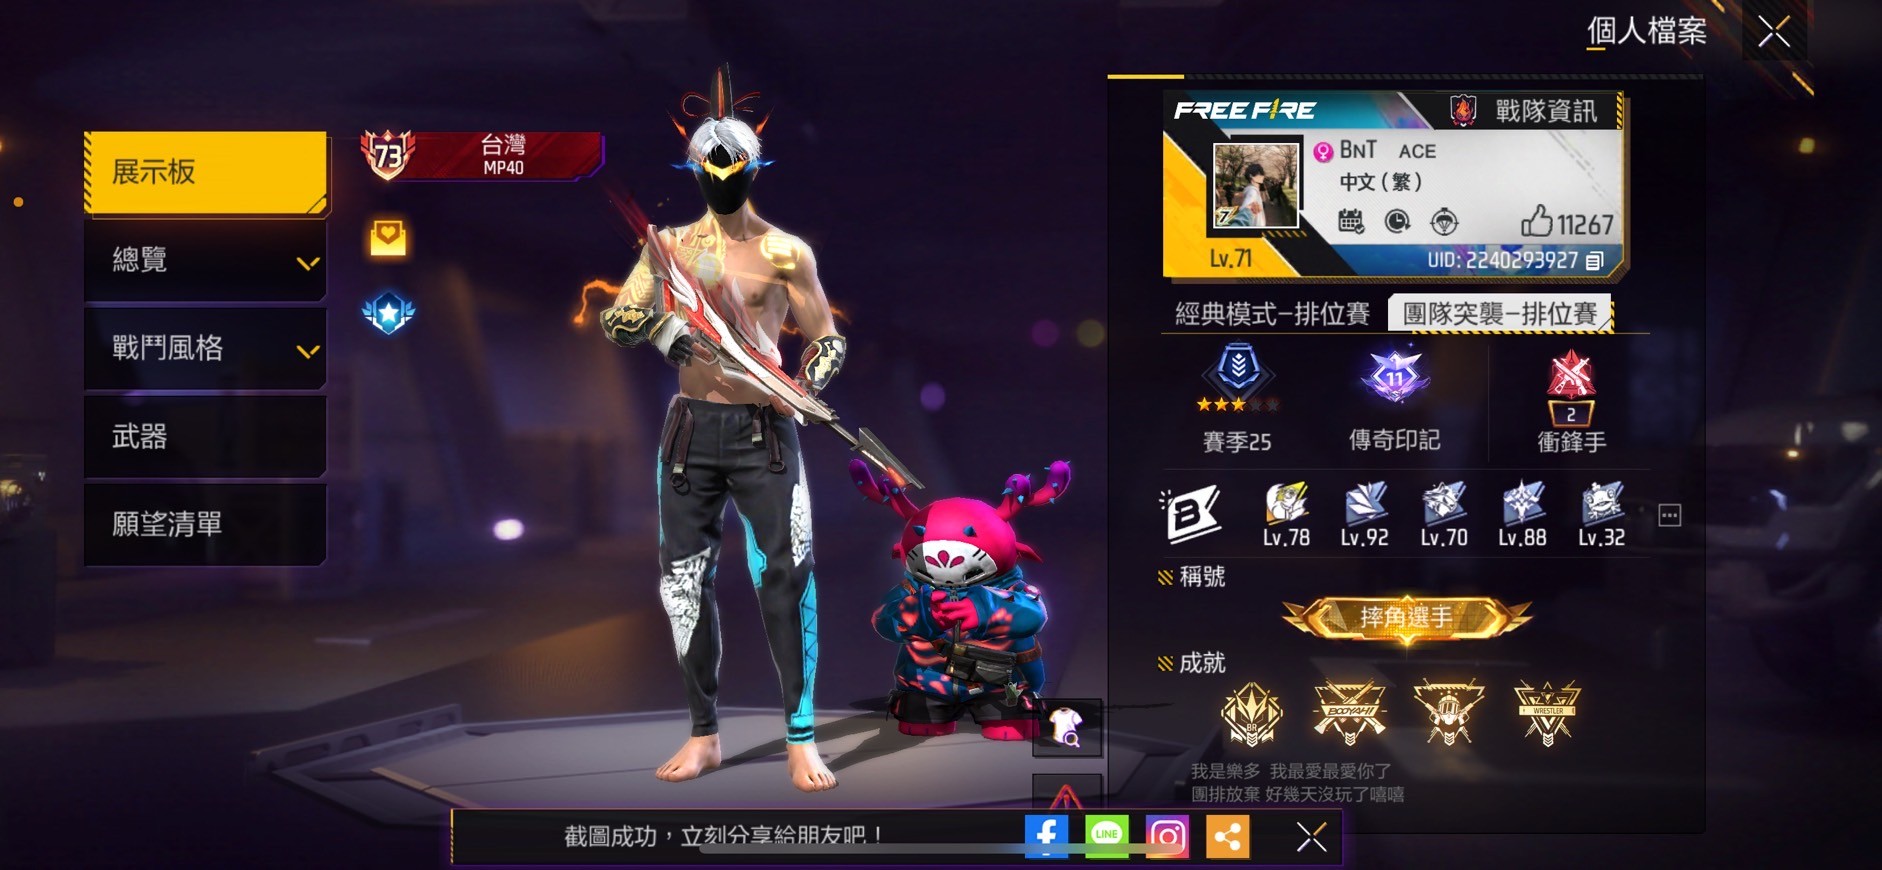 個人檔案
展示板
總覽
戰鬥風格
武器
願望清單
73
台灣
MP40
FREE FIRE
戰隊資訊
BNT ACE
中文(繁)
7
11267
Lv.71
UID: 2240293927
經典模式-排位賽
團隊突襲-排位賽
11
2
賽季25
傳奇印記
衝鋒手
B
Lv.78
Lv.92
Lv.70
Lv.88
Lv.32
稱號
摔角選手
成就
BR
BOOYAH!
WRESTLER
我是樂多 我最愛最愛你了
團排放棄 好幾天沒玩了嘻嘻
截圖成功,立刻分享給朋友吧!
LINE